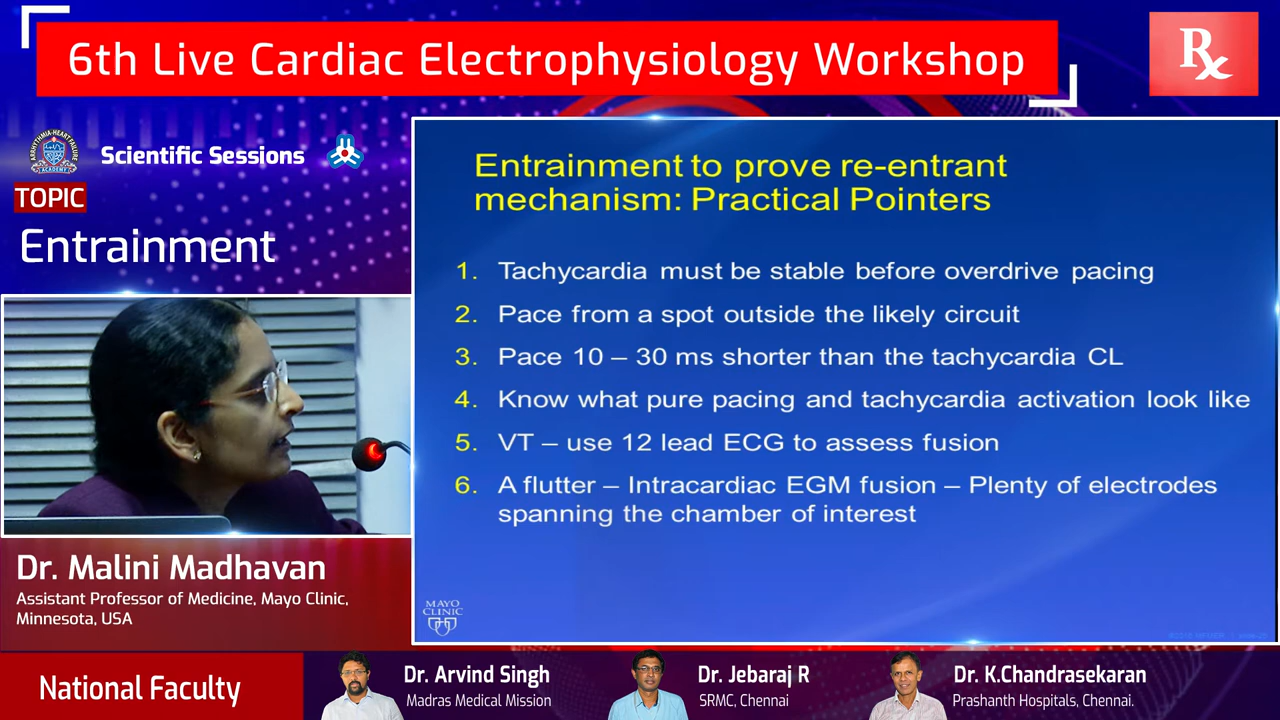 6th Live Cardiac Electrophysiology Workshop
Rx
ARRHYTHMIA-HEART FAILURE
ACADEMY
Scientific Sessions
TOPIC
Entrainment
Entrainment to prove re-entrant
mechanism: Practical Pointers
1. Tachycardia must be stable before overdrive pacing
2. Pace from a spot outside the likely circuit
3. Pace 10 – 30 ms shorter than the tachycardia CL
4. Know what pure pacing and tachycardia activation look like
5. VT – use 12 lead ECG to assess fusion
6. A flutter – Intracardiac EGM fusion – Plenty of electrodes
spanning the chamber of interest
MAYO
CLINIC
Dr. Malini Madhavan
Assistant Professor of Medicine, Mayo Clinic,
Minnesota, USA
National Faculty
Dr. Arvind Singh
Madras Medical Mission
Dr. Jebaraj R
SRMC, Chennai
Dr. K.Chandrasekaran
Prashanth Hospitals, Chennai.